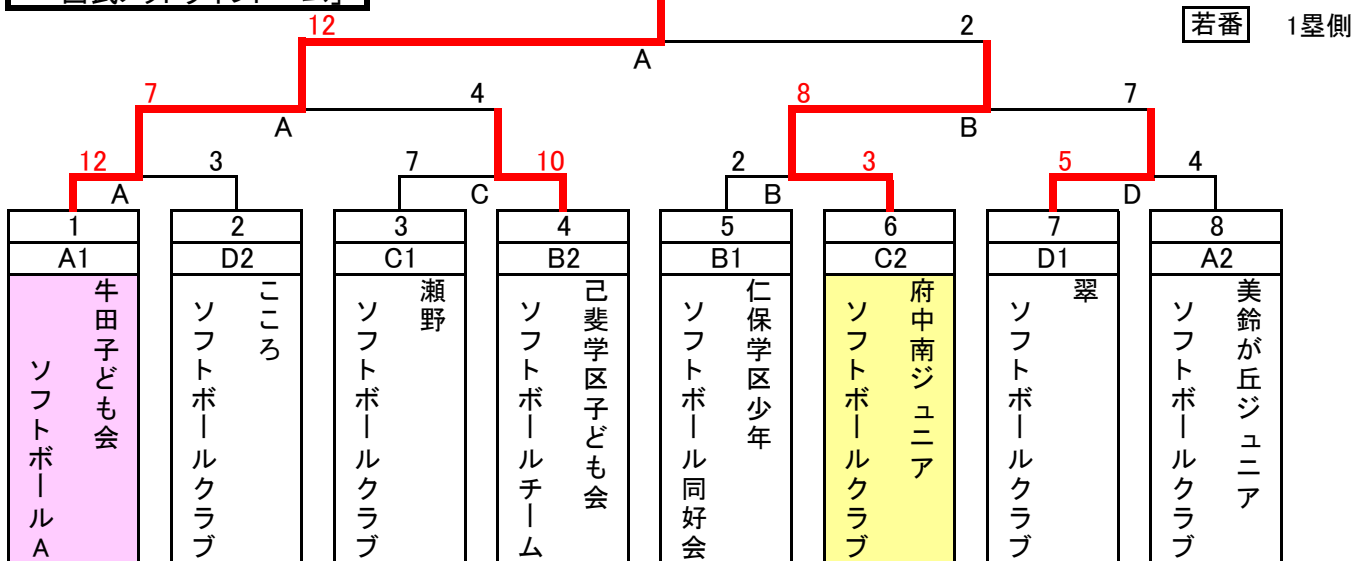 12
2
若番 1塁側
A
7
4
8
7
A
B
12
3
7
10
2
3
5
4
A
C
B
D
1
2
3
4
5
6
7
8
A1
D2
C1
B2
B1
C2
D1
A2
牛田子ども会
ソフトボールA
こころ
ソフトボールクラブ
瀬野
ソフトボールクラブ
己斐学区子ども会
ソフトボールチーム
仁保学区少年
ソフトボール同好会
府中南ジュニア
ソフトボールクラブ
翠
ソフトボールクラブ
美鈴が丘ジュニア
ソフトボールクラブ